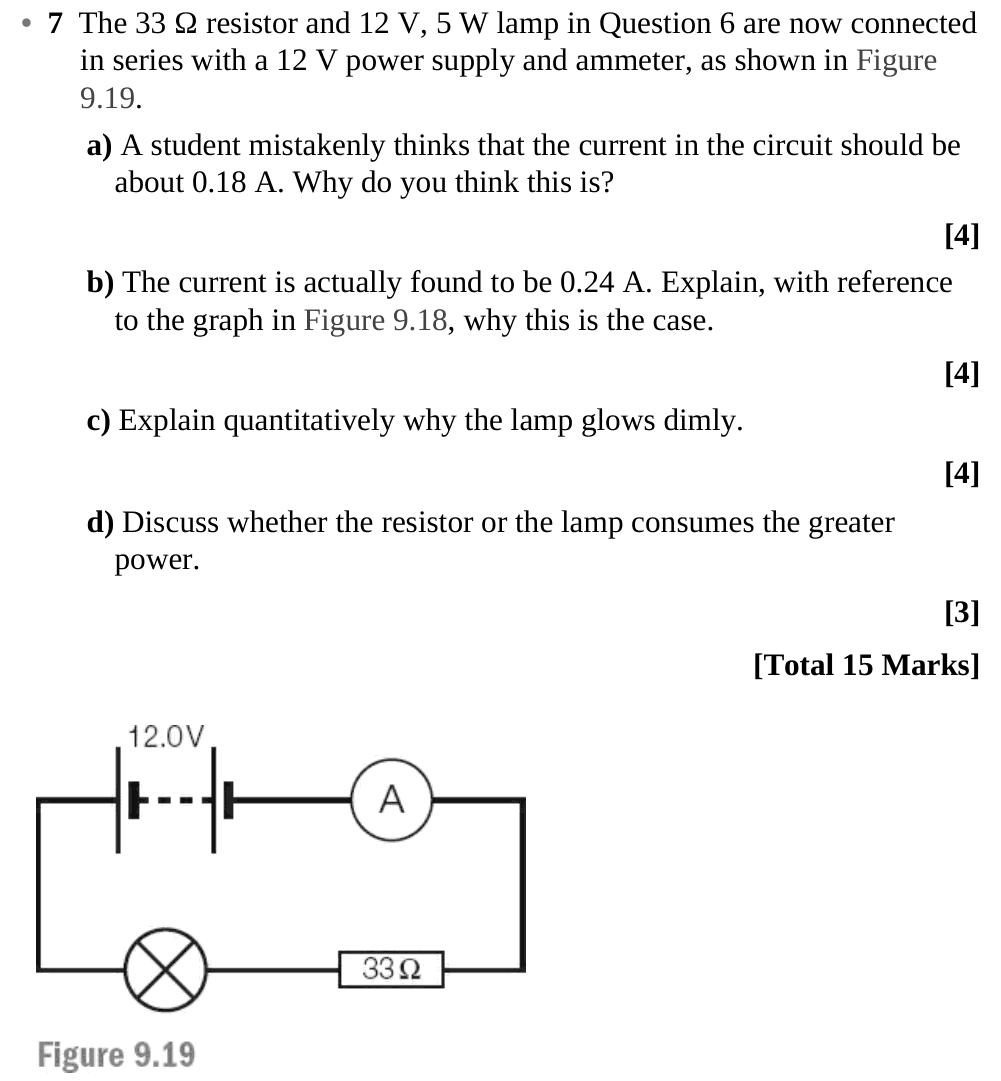 • 7 The 33 Ω resistor and 12 V, 5 W lamp in Question 6 are now connected
in series with a 12 V power supply and ammeter, as shown in Figure
9.19.
a) A student mistakenly thinks that the current in the circuit should be
about 0.18 A. Why do you think this is?
[4]
b) The current is actually found to be 0.24 A. Explain, with reference
to the graph in Figure 9.18, why this is the case.
[4]
c) Explain quantitatively why the lamp glows dimly.
[4]
d) Discuss whether the resistor or the lamp consumes the greater
power.
[3]
[Total 15 Marks]
12.0V
A
33Ω
Figure 9.19